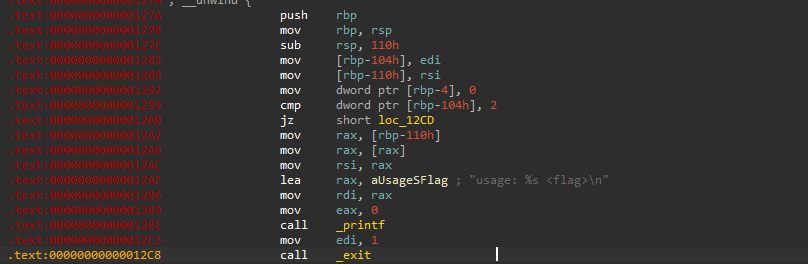 .text:000000000000127A ; __unwind {
.text:000000000000127A push rbp
.text:000000000000127B mov rbp, rsp
.text:000000000000127E sub rsp, 110h
.text:0000000000001285 mov [rbp-104h], edi
.text:000000000000128B mov [rbp-110h], rsi
.text:0000000000001292 mov dword ptr [rbp-4], 0
.text:0000000000001299 cmp dword ptr [rbp-104h], 2
.text:00000000000012A0 jz short loc_12CD
.text:00000000000012A2 mov rax, [rbp-110h]
.text:00000000000012A9 mov rax, [rax]
.text:00000000000012AC mov rsi, rax
.text:00000000000012AF lea rax, aUsageSFlag ; "usage: %s <flag>\n"
.text:00000000000012B6 mov rdi, rax
.text:00000000000012B9 mov eax, 0
.text:00000000000012BE call _printf
.text:00000000000012C3 mov edi, 1
.text:00000000000012C8 call _exit